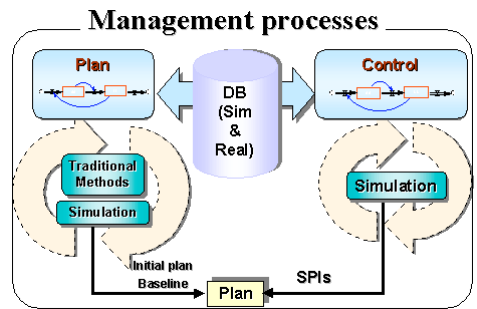 Management processes
Plan
Control
DB
(Sim
&
Real)
Traditional
Methods
Simulation
Simulation
Initial plan
Baseline
SPIs
Plan